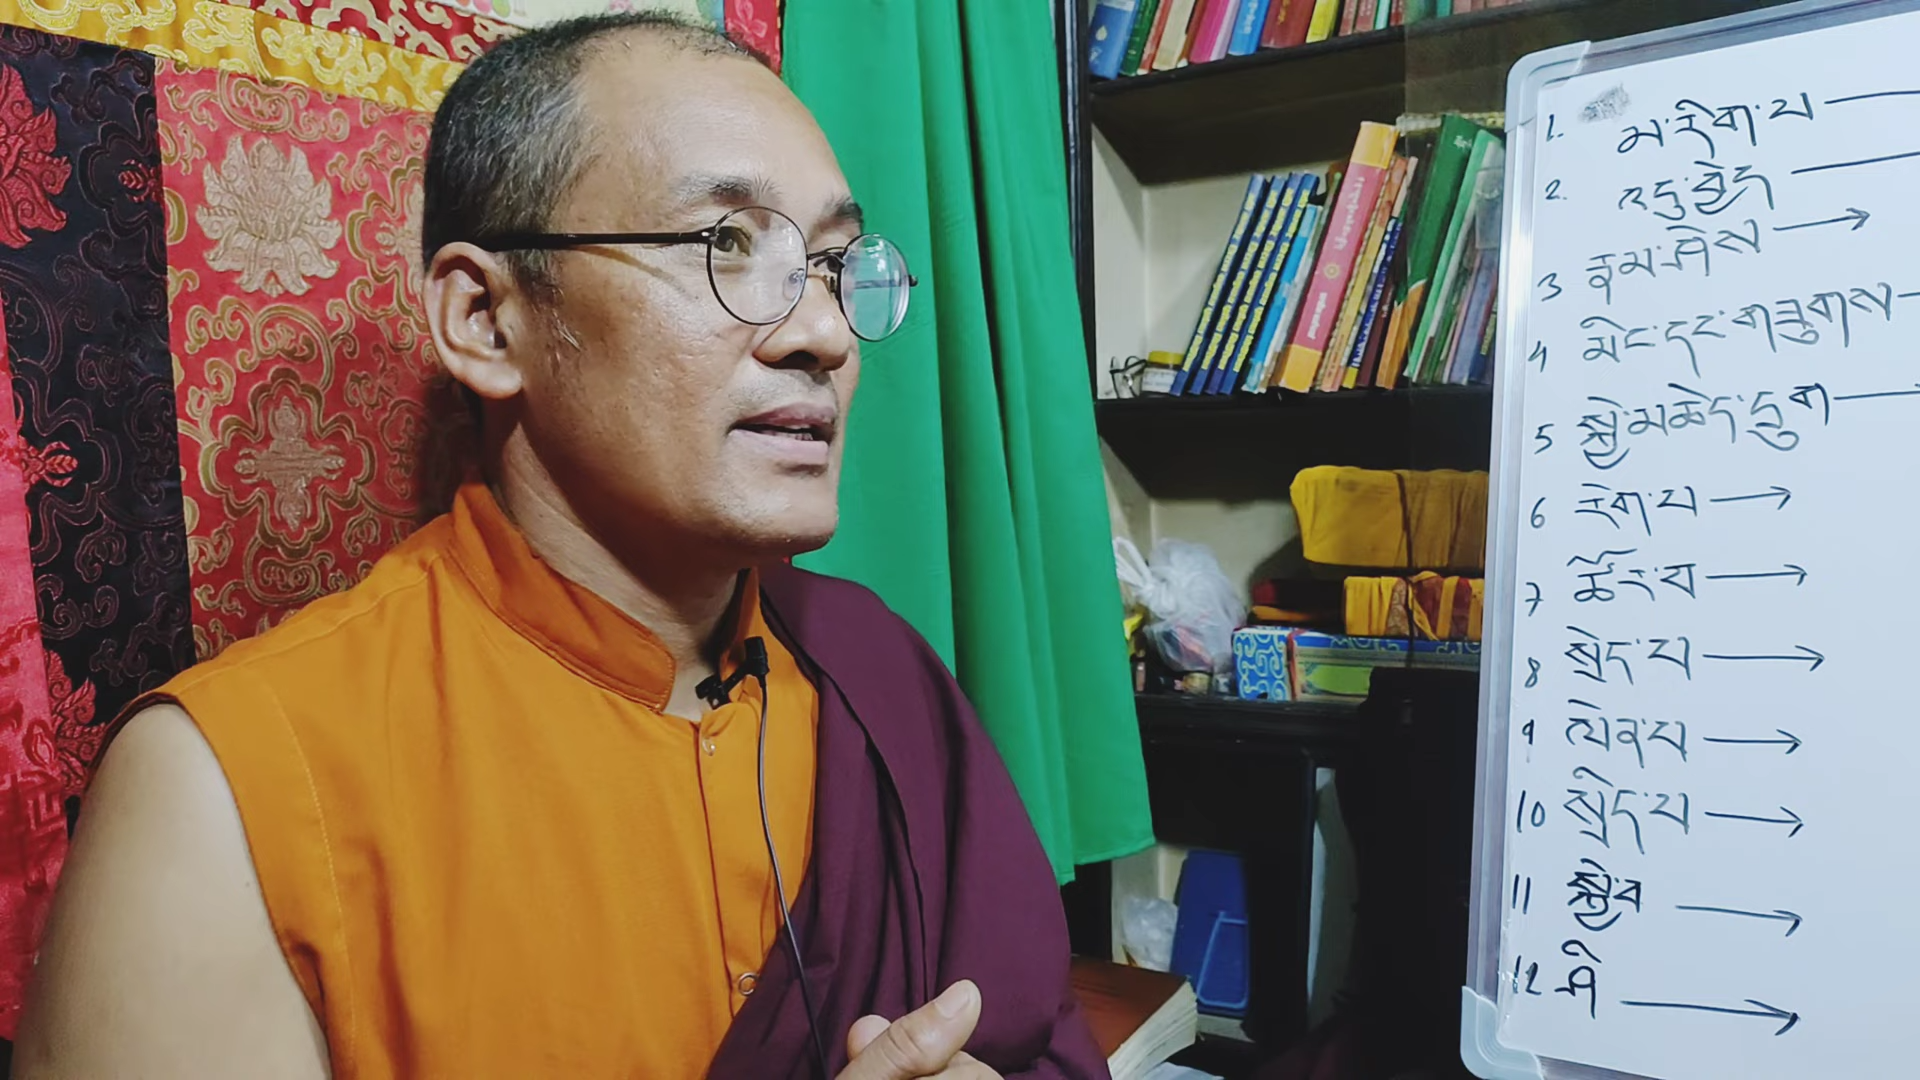 1. མ་རིག་པ
2. འདུ་བྱེད
3 རྣམ་ཤེས
4 མིང་དང་གཟུགས
5 སྐྱེ་མཆེད་དྲུག
6 རེག་པ
7 ཚོར་བ
8 སྲེད་པ
9 ལེན་པ
10 སྲིད་པ
11 སྐྱེ་བ
12 ཤི